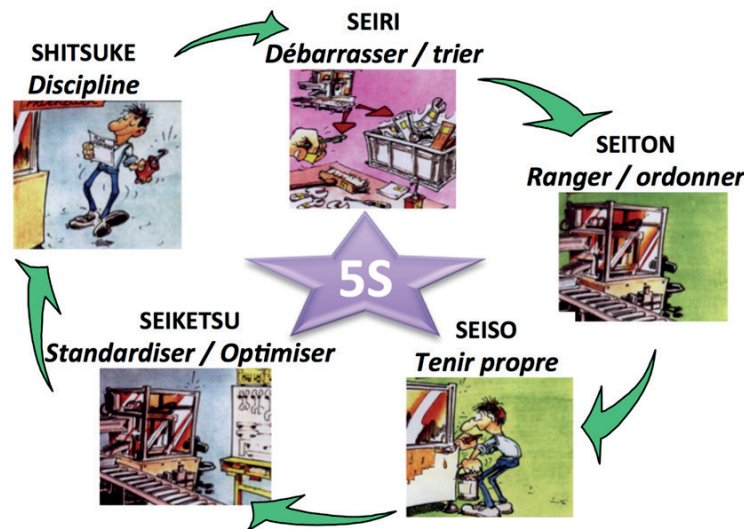 SEIRI
Débarrasser / trier
SEITON
Ranger / ordonner
SEISO
Tenir propre
SEIKETSU
Standardiser / Optimiser
SHITSUKE
Discipline
5S